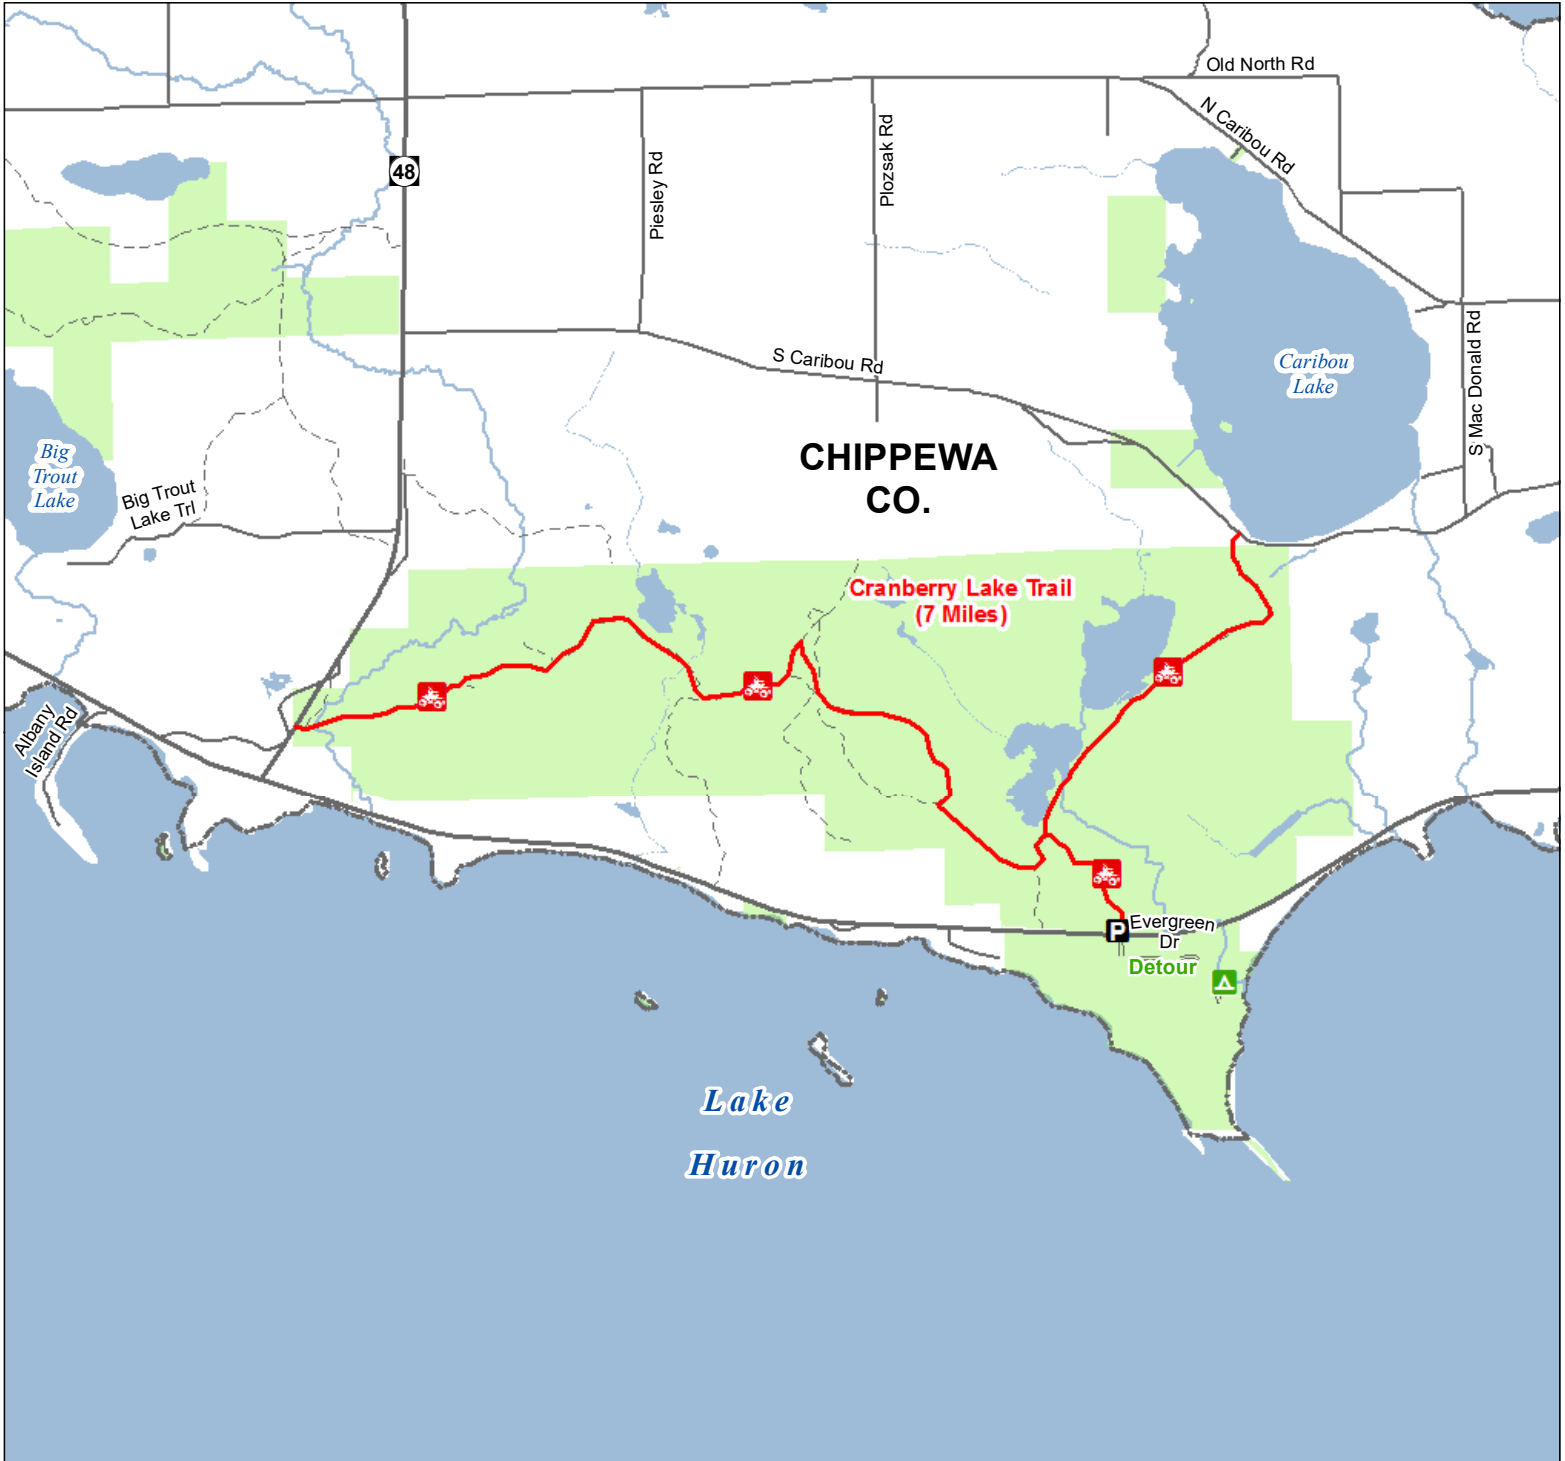 Old North Rd
N Caribou Rd
48
Piesley Rd
Plozsak Rd
S Caribou Rd
Caribou
Lake
S Mac Donald Rd
CHIPPEWA
CO.
Big
Trout
Lake
Big Trout
Lake Trl
Cranberry Lake Trail
(7 Miles)
Albany
Island Rd
P
Evergreen
Dr
Detour
Lake
Huron